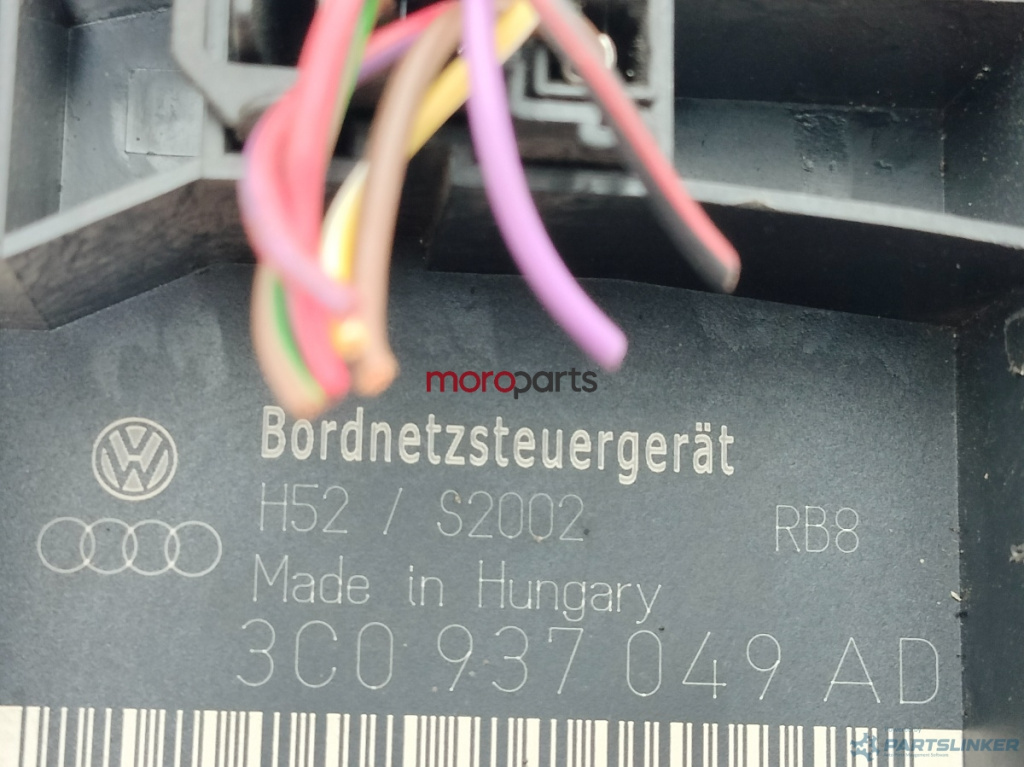 moroparts
Bordnetzsteuergerät
H52 / S2002 RB8
Made in Hungary
3C0 937 049 AD
PARTSLINKER